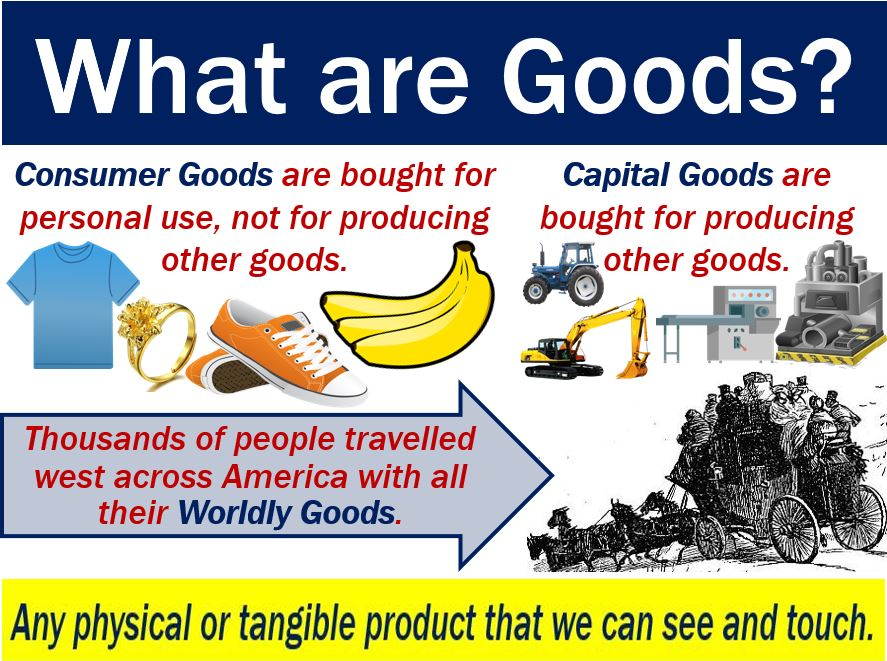 What are Goods?
Consumer Goods are bought for
personal use, not for producing
other goods.
Capital Goods are
bought for producing
other goods.
Thousands of people travelled
west across America with all
their Worldly Goods.
Any physical or tangible product that we can see and touch.